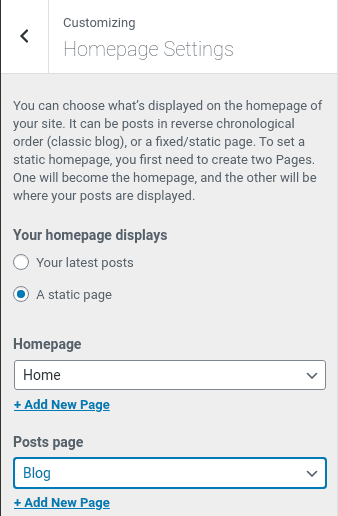 Customizing
Homepage Settings
You can choose what’s displayed on the homepage of
your site. It can be posts in reverse chronological
order (classic blog), or a fixed/static page. To set a
static homepage, you first need to create two Pages.
One will become the homepage, and the other will be
where your posts are displayed.
Your homepage displays
Your latest posts
A static page
Homepage
Home
+ Add New Page
Posts page
Blog
+ Add New Page